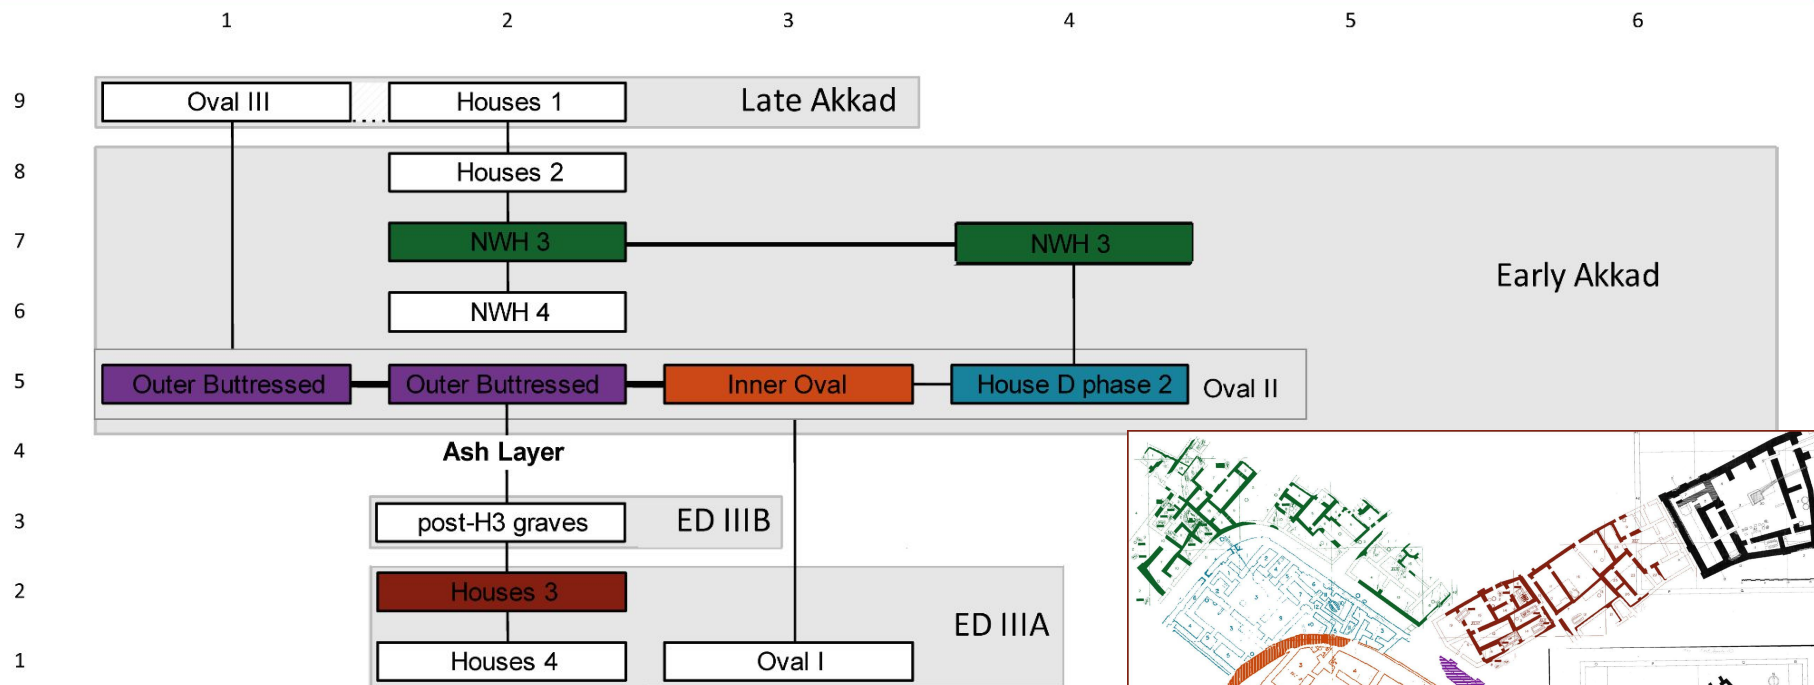 1 2 3 4 5 6
9 Oval III Houses 1 Late Akkad
8 Houses 2
7 NWH 3 NWH 3
Early Akkad
6 NWH 4
5 Outer Buttressed Outer Buttressed Inner Oval House D phase 2 Oval II
4 Ash Layer
3 post-H3 graves ED IIIB
2 Houses 3
ED IIIA
1 Houses 4 Oval I